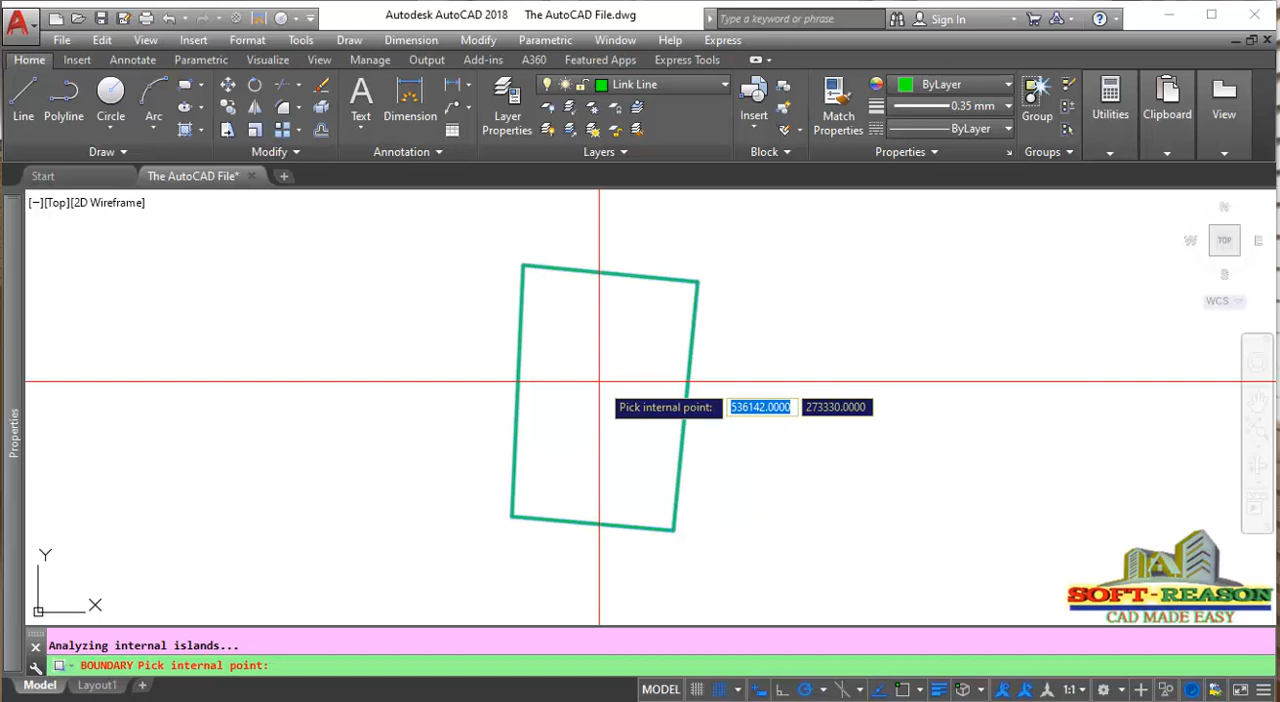 Autodesk AutoCAD 2018 The AutoCAD File.dwg
Type a keyword or phrase
Sign In
File Edit View Insert Format Tools Draw Dimension Modify Parametric Window Help Express
Home Insert Annotate Parametric Visualize View Manage Output Add-ins A360 Featured Apps Express Tools
Link Line
ByLayer
0.35 mm
ByLayer
Line Polyline Circle Arc Text Dimension Layer Properties Insert Match Properties Group Utilities Clipboard View
Draw Modify Annotation Layers Block Properties Groups
Start The AutoCAD File*
[−][Top][2D Wireframe]
N
W TOP E
S
WCS
Pick internal point: 536142.0000 273330.0000
Properties
Y
X
SOFT-REASON
CAD MADE EASY
Analyzing internal islands...
BOUNDARY Pick internal point:
Model Layout1
MODEL 1:1